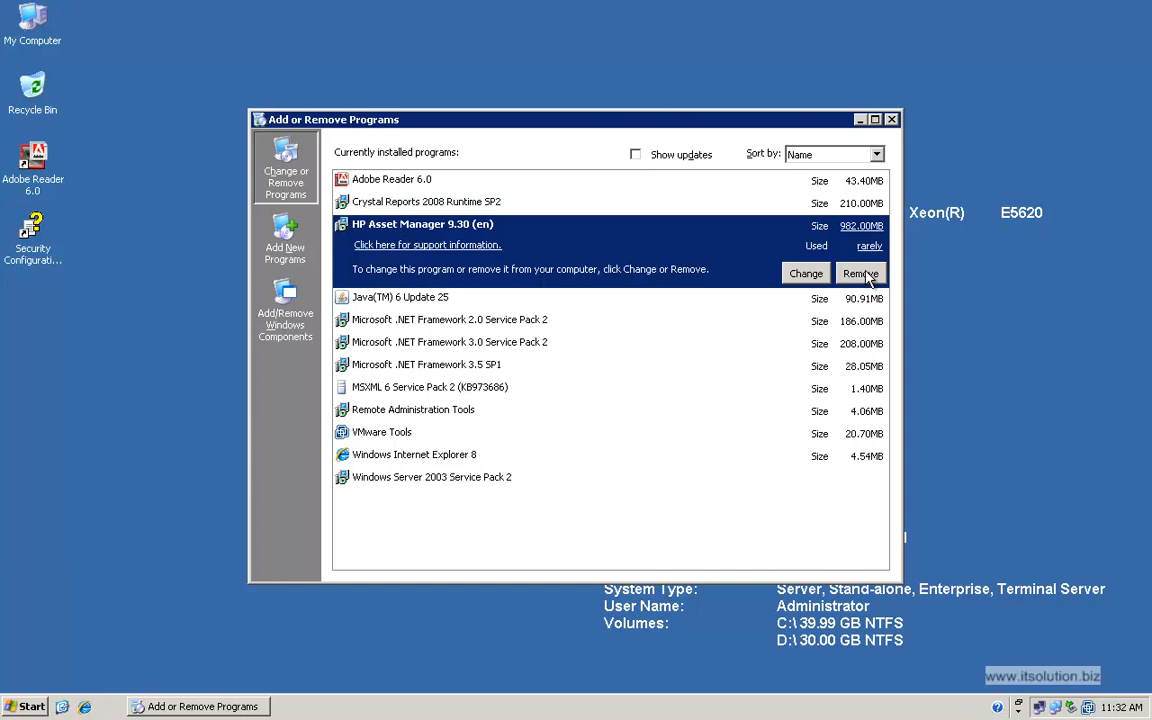 My Computer
Recycle Bin
Adobe Reader
6.0
Security
Configurati...
Add or Remove Programs
Change or
Remove
Programs
Add New
Programs
Add/Remove
Windows
Components
Currently installed programs:
Show updates
Sort by:
Name
Adobe Reader 6.0
Size
43.40MB
Crystal Reports 2008 Runtime SP2
Size
210.00MB
HP Asset Manager 9.30 (en)
Size
982.00MB
Click here for support information.
Used
rarely
To change this program or remove it from your computer, click Change or Remove.
Change
Remove
Java(TM) 6 Update 25
Size
90.91MB
Microsoft .NET Framework 2.0 Service Pack 2
Size
186.00MB
Microsoft .NET Framework 3.0 Service Pack 2
Size
208.00MB
Microsoft .NET Framework 3.5 SP1
Size
28.05MB
MSXML 6 Service Pack 2 (KB973686)
Size
1.40MB
Remote Administration Tools
Size
4.06MB
VMware Tools
Size
20.70MB
Windows Internet Explorer 8
Size
4.54MB
Windows Server 2003 Service Pack 2
Xeon(R) E5620
System Type: Server, Stand-alone, Enterprise, Terminal Server
User Name: Administrator
Volumes: C:\ 39.99 GB NTFS
D:\ 30.00 GB NTFS
www.itsolution.biz
Start
Add or Remove Programs
11:32 AM